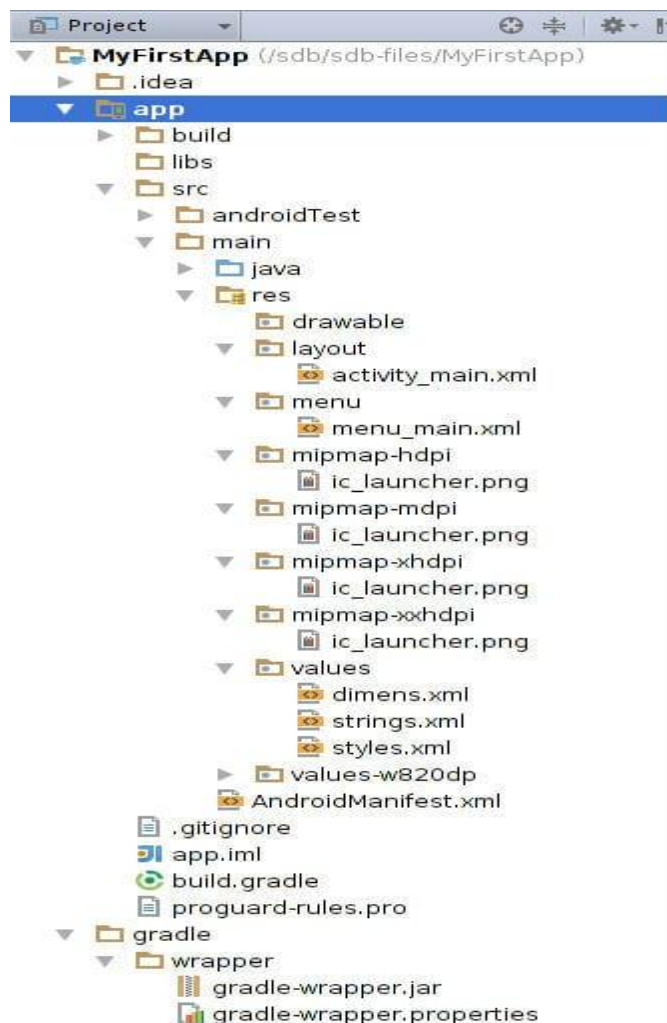 Project
MyFirstApp (/sdb/sdb-files/MyFirstApp)
.idea
app
build
libs
src
androidTest
main
java
res
drawable
layout
activity_main.xml
menu
menu_main.xml
mipmap-hdpi
ic_launcher.png
mipmap-mdpi
ic_launcher.png
mipmap-xhdpi
ic_launcher.png
mipmap-xxhdpi
ic_launcher.png
values
dimens.xml
strings.xml
styles.xml
values-w820dp
AndroidManifest.xml
.gitignore
app.iml
build.gradle
proguard-rules.pro
gradle
wrapper
gradle-wrapper.jar
gradle-wrapper.properties